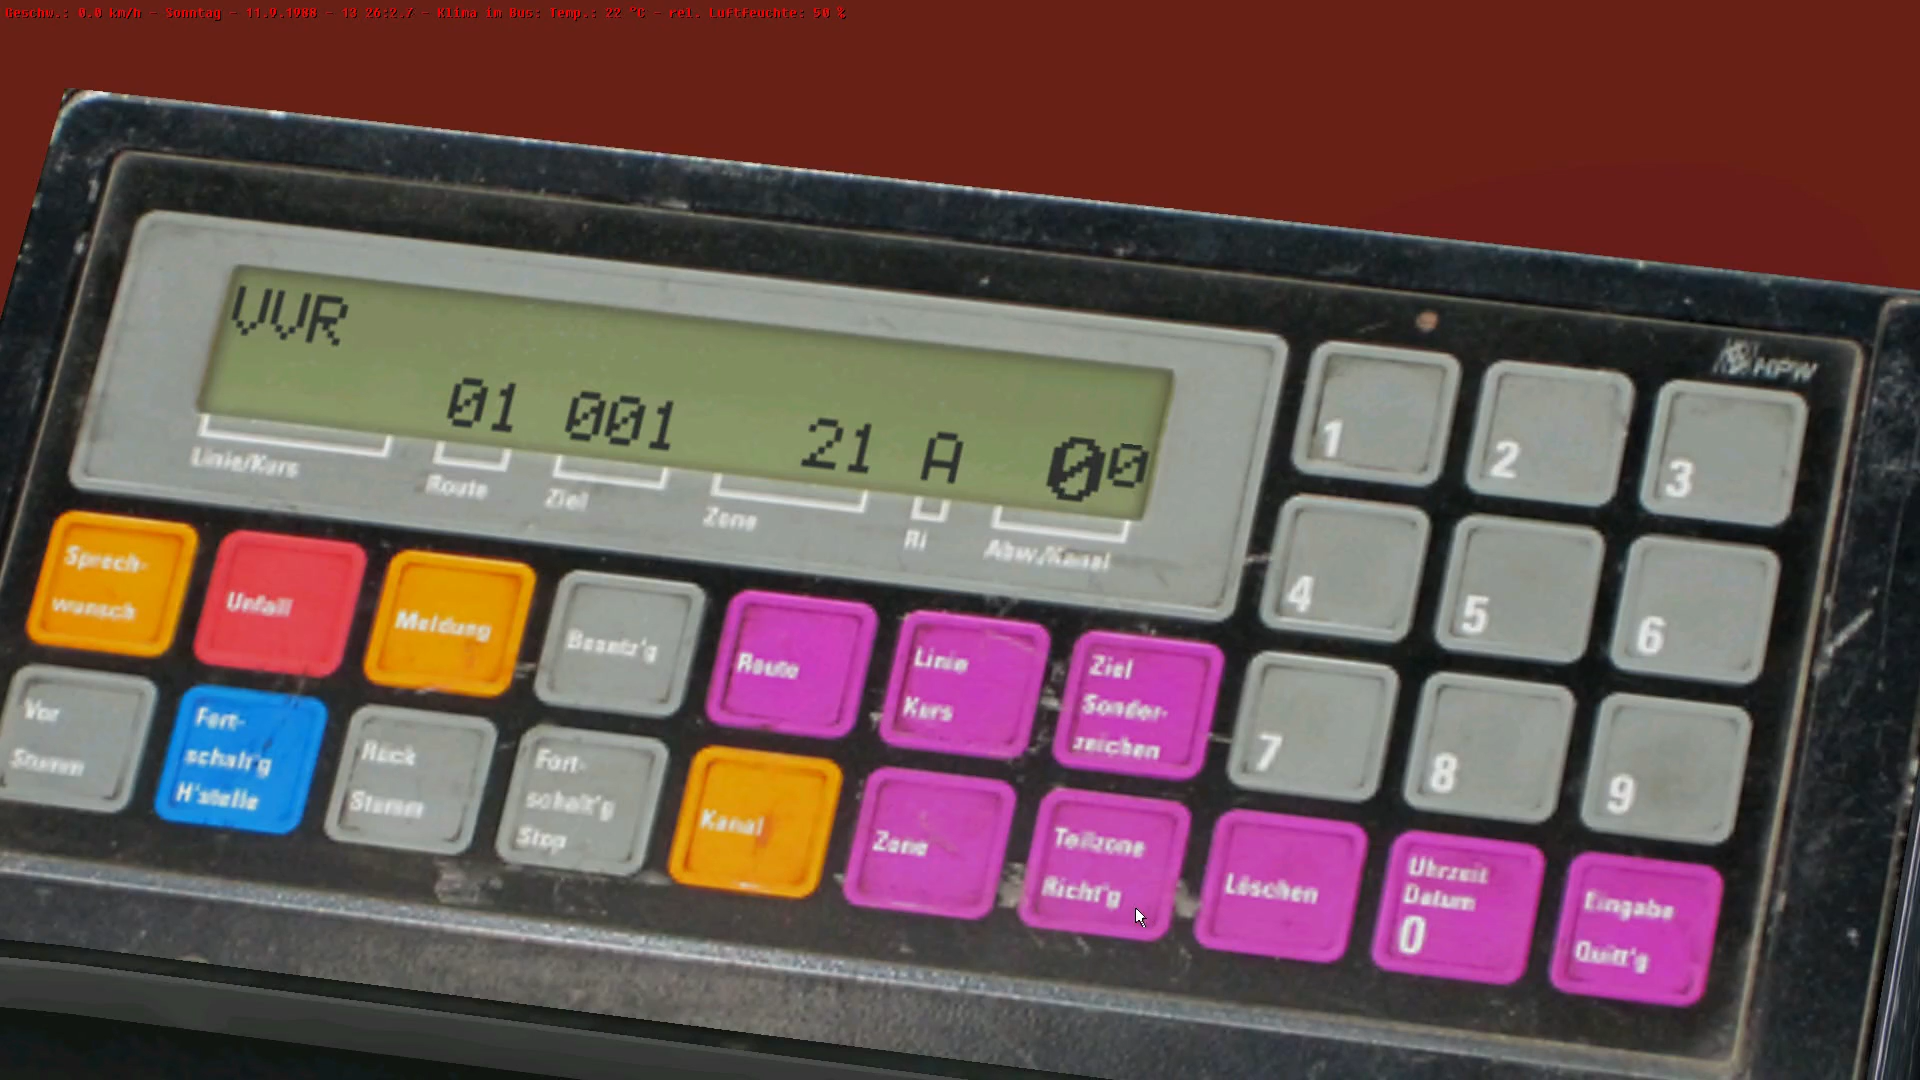 Geschw.: 0.0 km/h - Sonntag - 11.9.1988 - 13 26:2.7 - Klima im Bus: Temp.: 22 °C - rel. Luftfeuchte: 50 %
VVR
01 001 21 A 00
Linie/Kurs Route Ziel Zone Ri Abw./Kanal
HPW
1 2 3
4 5 6
7 8 9
Sprech-
wunsch
Unfall
Meldung
Besetz'g
Route
Linie
Kurs
Ziel
Sonder-
zeichen
Vor
Stumm
Fort-
schalt'g
H'stelle
Rück
Stumm
Fort-
schalt'g
Stop
Kanal
Zone
Teilzone
Richt'g
Löschen
Uhrzeit
Datum
0
Eingabe
Quitt'g